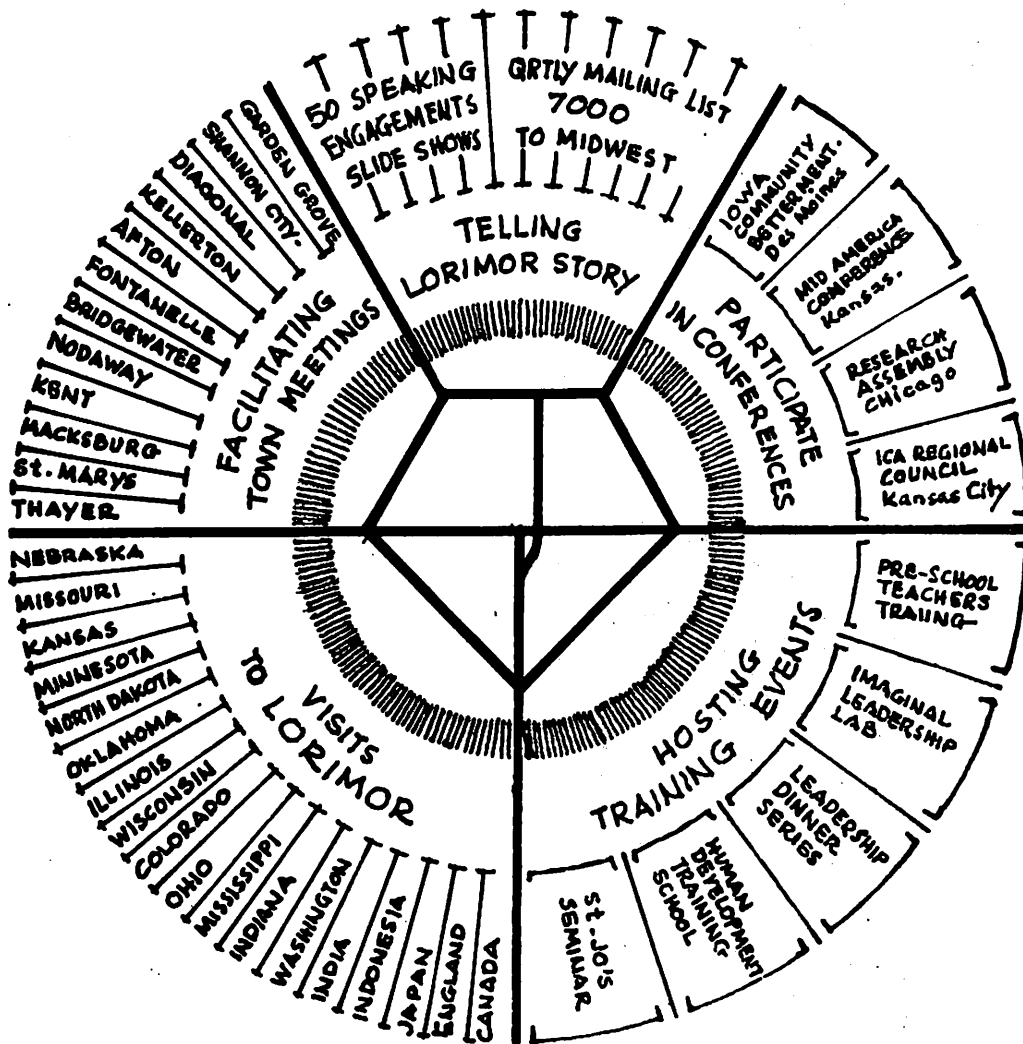 50 SPEAKING
ENGAGEMENTS
SLIDE SHOWS
QRTLY MAILING LIST
7000
TO MIDWEST
TELLING
LORIMOR STORY
IOWA
COMMUNITY
BETTERMENT.
Des Moines
MID AMERICA
CONFERENCE
Kansas.
RESEARCH
ASSEMBLY
CHicago
ICA REGIONAL
COUNCIL
Kansas City
PARTICIPATE
IN CONFERENCES
PRE-SCHOOL
TEACHERS
TRAIING
IMAGINAL
LEADERSHIP
LAB
LEADERSHIP
DINNER
SERIES
HUMAN
DEVELOPMENT
TRAINING
SCHOOL
St.JO'S
SEMINAR
HOSTING
TRAINING EVENTS
VISITS
TO LORIMOR
NEBRASKA
MISSOURI
KANSAS
MINNESOTA
NORTH DAKOTA
OKLAHOMA
ILLINOIS
WISCONSIN
COLORADO
OHIO
MISSISSIPPI
INDIANA
WASHINGTON
INDIA
INDONESIA
JAPAN
ENGLAND
CANADA
FACILITATING
TOWN MEETINGS
GARDEN GROVE
SHANNON CITY-
DIAGONAL
KELLERTON
AFTON
FONTANELLE
BRIDGEWATER
NODAWAY
KENT
MACKSBURG
St. MARYS
THAYER